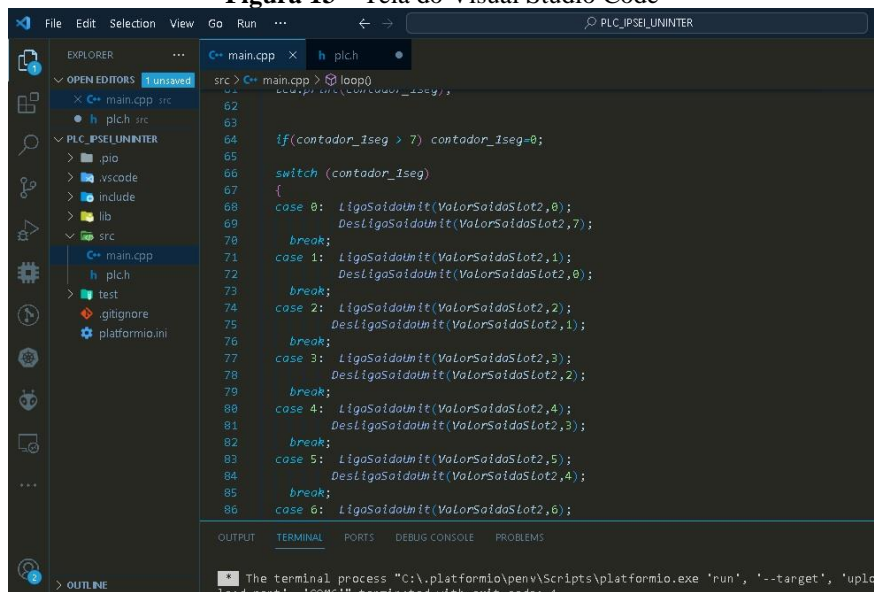 Figura 13 – Tela do Visual Studio Code
File Edit Selection View Go Run ··· PLC_IPSEI_UNINTER
EXPLORER ···
OPEN EDITORS 1 unsaved
main.cpp src
plc.h src
PLC_IPSEI_UNINTER
.pio
.vscode
include
lib
src
main.cpp
plc.h
test
.gitignore
platformio.ini
OUTLINE
main.cpp × plc.h
src > main.cpp > loop()
61 Lcd.print(contador_1seg);
62
63
64 if(contador_1seg > 7) contador_1seg=0;
65
66 switch (contador_1seg)
67 {
68 case 0: LigaSaidaUnit(ValorSaidaSlot2,0);
69 DesLigaSaidaUnit(ValorSaidaSlot2,7);
70 break;
71 case 1: LigaSaidaUnit(ValorSaidaSlot2,1);
72 DesLigaSaidaUnit(ValorSaidaSlot2,0);
73 break;
74 case 2: LigaSaidaUnit(ValorSaidaSlot2,2);
75 DesLigaSaidaUnit(ValorSaidaSlot2,1);
76 break;
77 case 3: LigaSaidaUnit(ValorSaidaSlot2,3);
78 DesLigaSaidaUnit(ValorSaidaSlot2,2);
79 break;
80 case 4: LigaSaidaUnit(ValorSaidaSlot2,4);
81 DesLigaSaidaUnit(ValorSaidaSlot2,3);
82 break;
83 case 5: LigaSaidaUnit(ValorSaidaSlot2,5);
84 DesLigaSaidaUnit(ValorSaidaSlot2,4);
85 break;
86 case 6: LigaSaidaUnit(ValorSaidaSlot2,6);
OUTPUT TERMINAL PORTS DEBUG CONSOLE PROBLEMS
* The terminal process "C:\.platformio\penv\Scripts\platformio.exe 'run', '--target', 'uplo